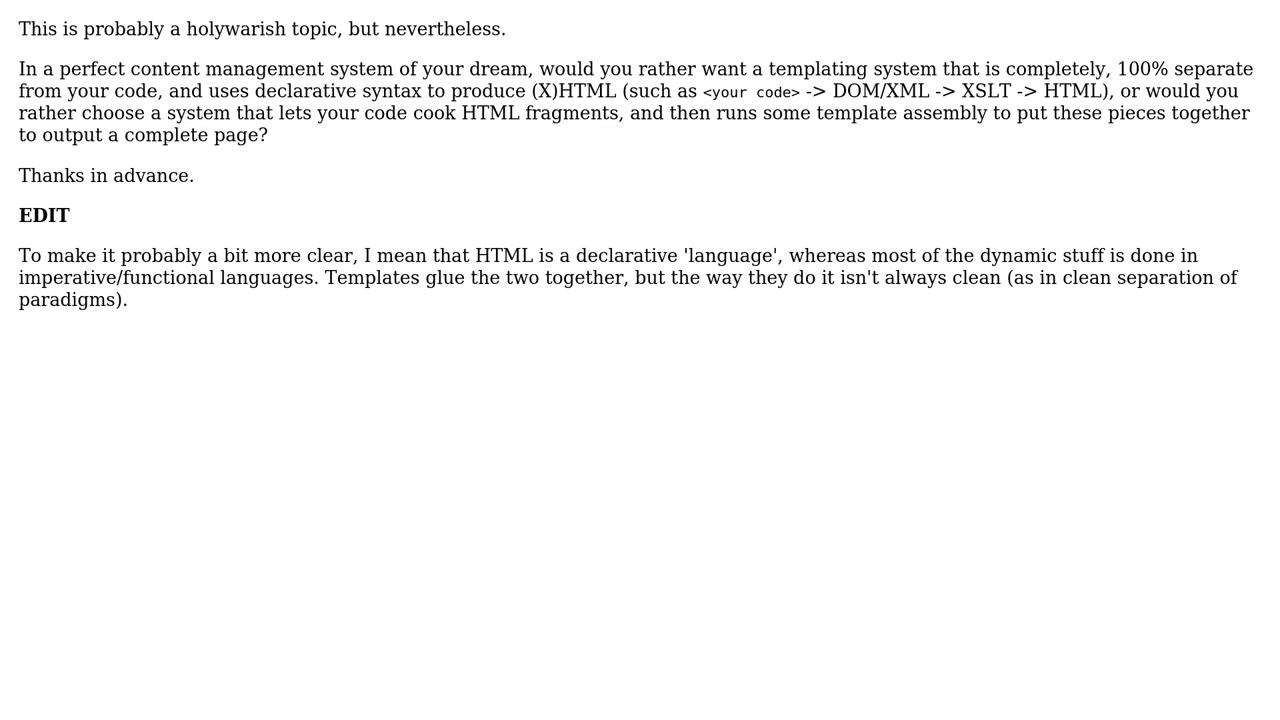 This is probably a holywarish topic, but nevertheless.
In a perfect content management system of your dream, would you rather want a templating system that is completely, 100% separate
from your code, and uses declarative syntax to produce (X)HTML (such as <your code> -> DOM/XML -> XSLT -> HTML), or would you
rather choose a system that lets your code cook HTML fragments, and then runs some template assembly to put these pieces together
to output a complete page?
Thanks in advance.
EDIT
To make it probably a bit more clear, I mean that HTML is a declarative 'language', whereas most of the dynamic stuff is done in
imperative/functional languages. Templates glue the two together, but the way they do it isn't always clean (as in clean separation of
paradigms).